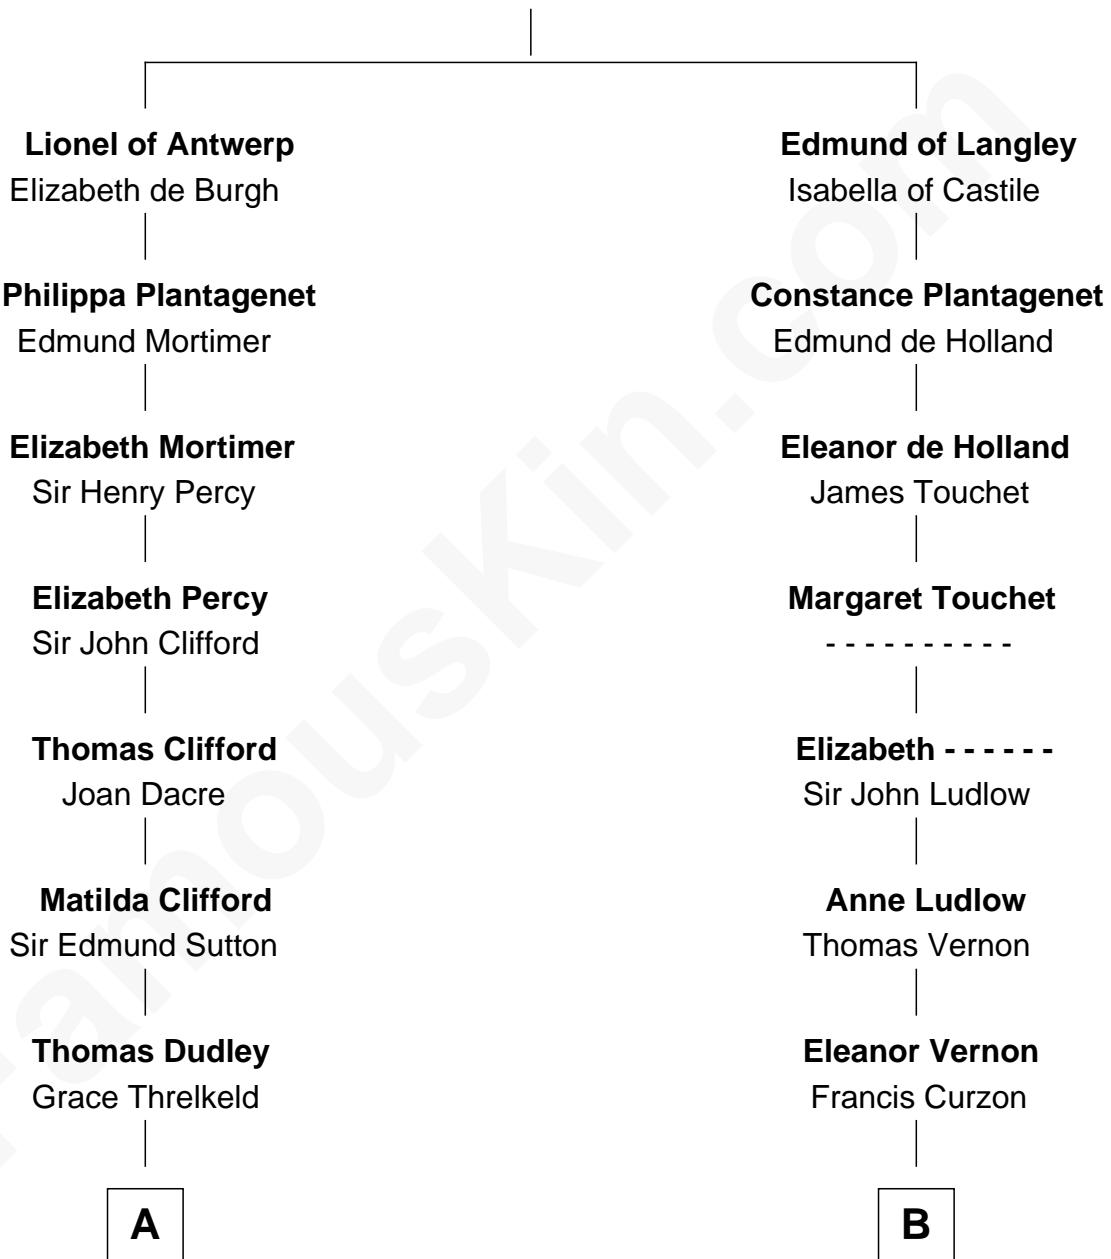 Lionel of Antwerp
Elizabeth de Burgh
Philippa Plantagenet
Edmund Mortimer
Elizabeth Mortimer
Sir Henry Percy
Elizabeth Percy
Sir John Clifford
Thomas Clifford
Joan Dacre
Matilda Clifford
Sir Edmund Sutton
Thomas Dudley
Grace Threlkeld
A
Edmund of Langley
Isabella of Castile
Constance Plantagenet
Edmund de Holland
Eleanor de Holland
James Touchet
Margaret Touchet
- - - - - - - - - -
Elizabeth - - - - - -
Sir John Ludlow
Anne Ludlow
Thomas Vernon
Eleanor Vernon
Francis Curzon
B
FamousKin.com